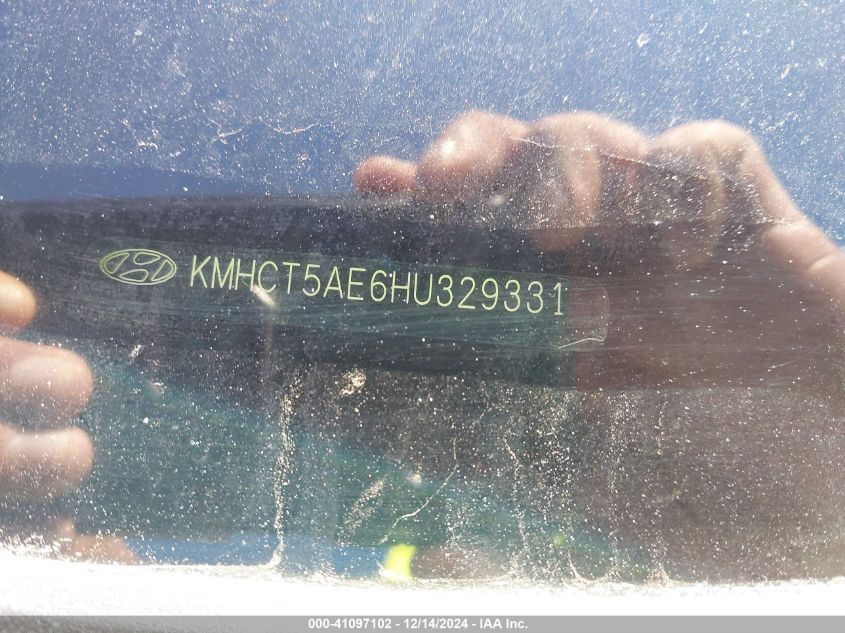 KMHCT5AE6HU329331
000-41097102 - 12/14/2024 - IAA Inc.